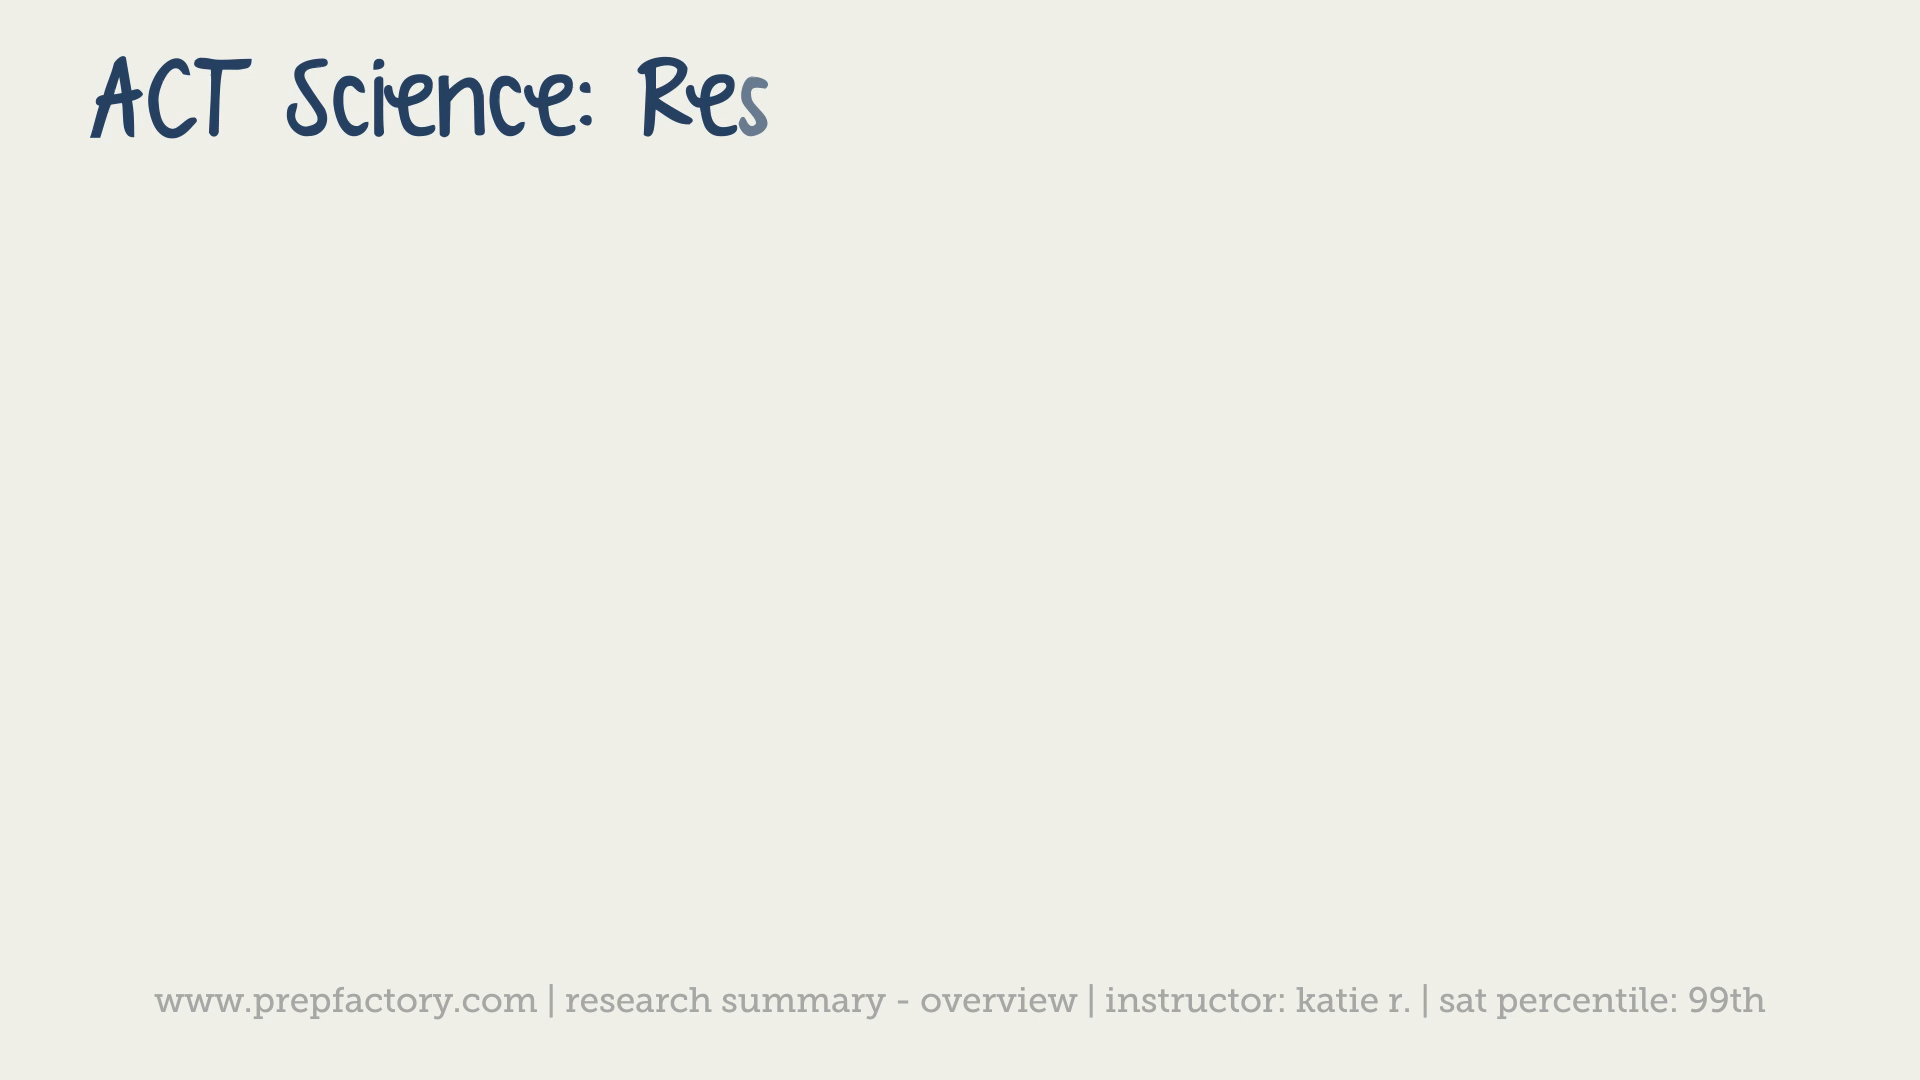 ACT Science: Res
www.prepfactory.com | research summary - overview | instructor: katie r. | sat percentile: 99th